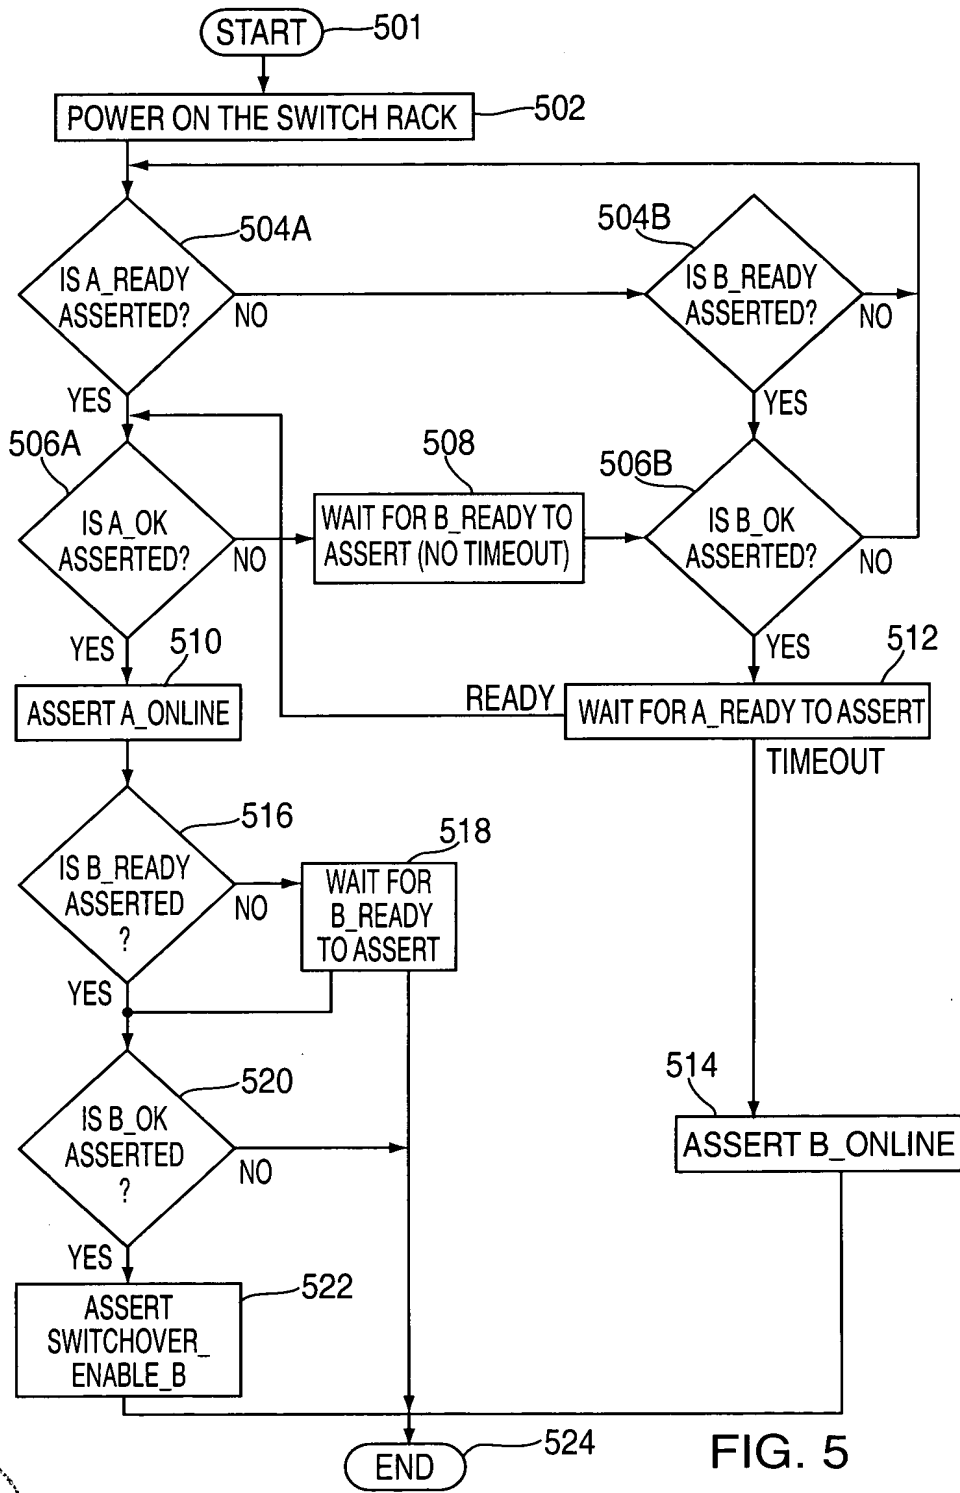 START
501
POWER ON THE SWITCH RACK
502
504A
504B
IS A_READY
ASSERTED?
NO
YES
IS B_READY
ASSERTED?
NO
YES
506A
508
506B
IS A_OK
ASSERTED?
NO
YES
WAIT FOR B_READY TO
ASSERT (NO TIMEOUT)
IS B_OK
ASSERTED?
NO
YES
510
512
ASSERT A_ONLINE
READY
WAIT FOR A_READY TO ASSERT
TIMEOUT
516
518
IS B_READY
ASSERTED
?
NO
YES
WAIT FOR
B_READY
TO ASSERT
520
514
IS B_OK
ASSERTED
?
NO
YES
ASSERT B_ONLINE
522
ASSERT
SWITCHOVER_
ENABLE_B
524
END
FIG. 5